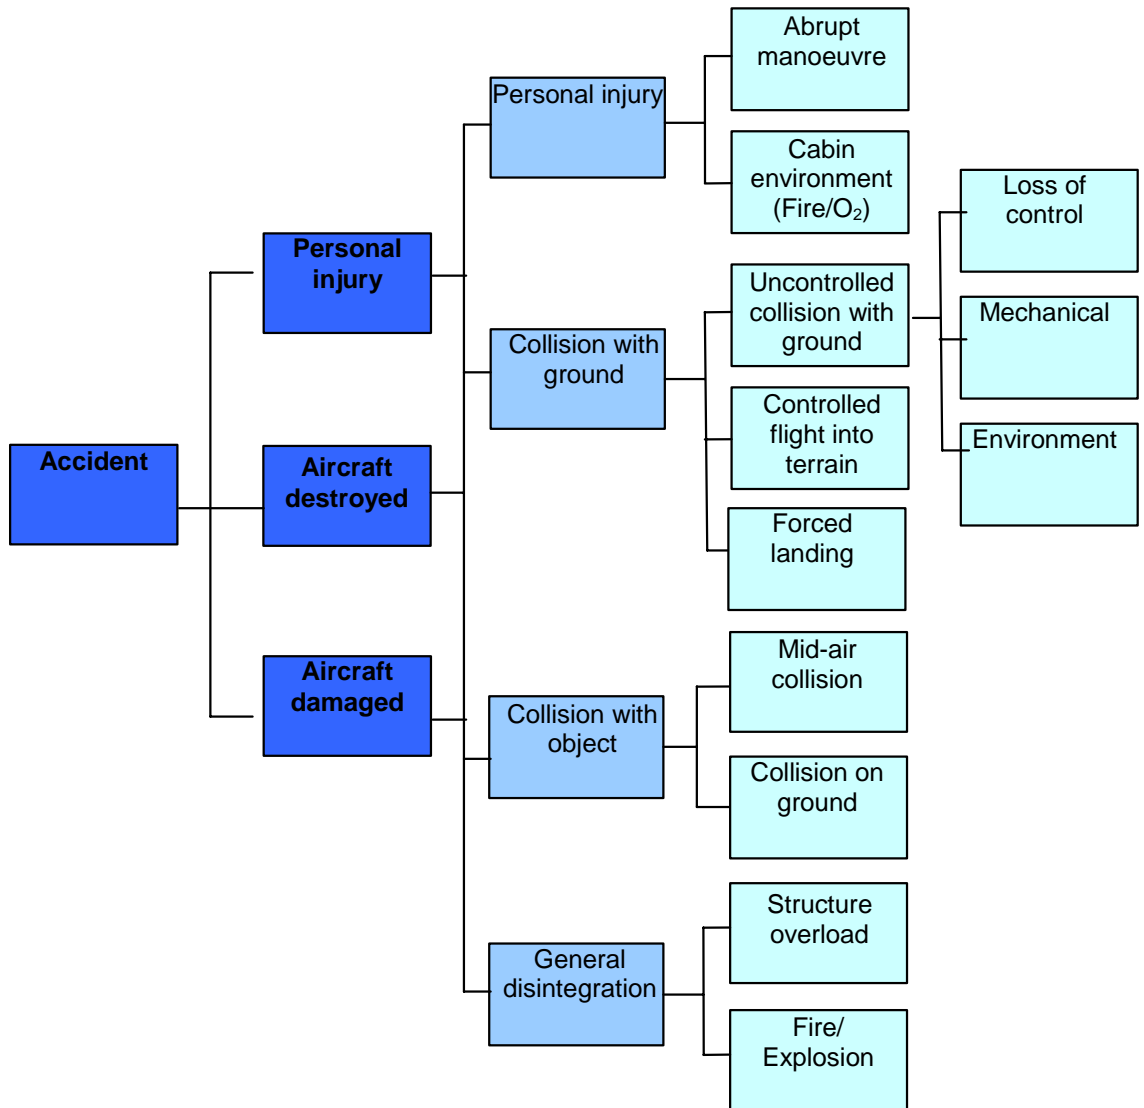 Accident
Personal
injury
Aircraft
destroyed
Aircraft
damaged
Personal injury
Collision with
ground
Collision with
object
General
disintegration
Abrupt
manoeuvre
Cabin
environment
(Fire/O₂)
Uncontrolled
collision with
ground
Controlled
flight into
terrain
Forced
landing
Mid-air
collision
Collision on
ground
Structure
overload
Fire/
Explosion
Loss of
control
Mechanical
Environment